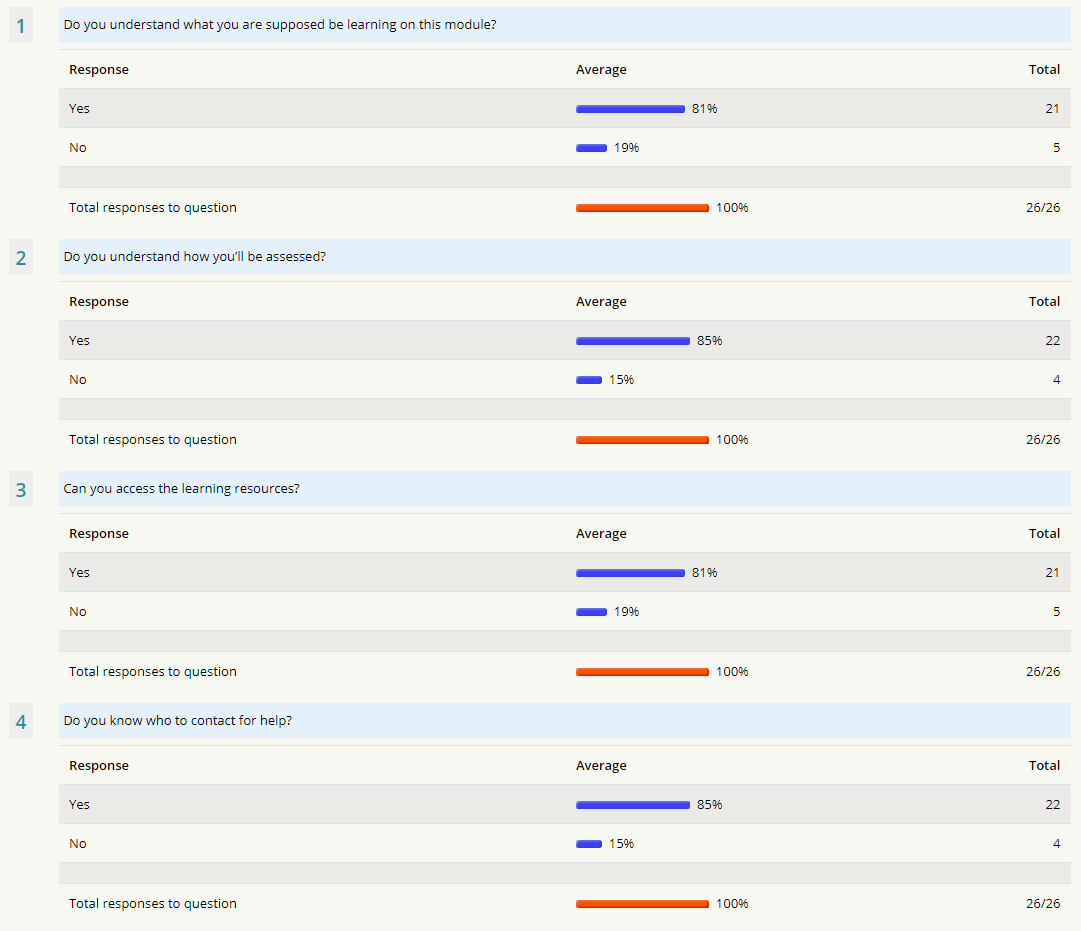 1 Do you understand what you are supposed be learning on this module?
Response Average Total
Yes 81% 21
No 19% 5
Total responses to question 100% 26/26
2 Do you understand how you’ll be assessed?
Response Average Total
Yes 85% 22
No 15% 4
Total responses to question 100% 26/26
3 Can you access the learning resources?
Response Average Total
Yes 81% 21
No 19% 5
Total responses to question 100% 26/26
4 Do you know who to contact for help?
Response Average Total
Yes 85% 22
No 15% 4
Total responses to question 100% 26/26